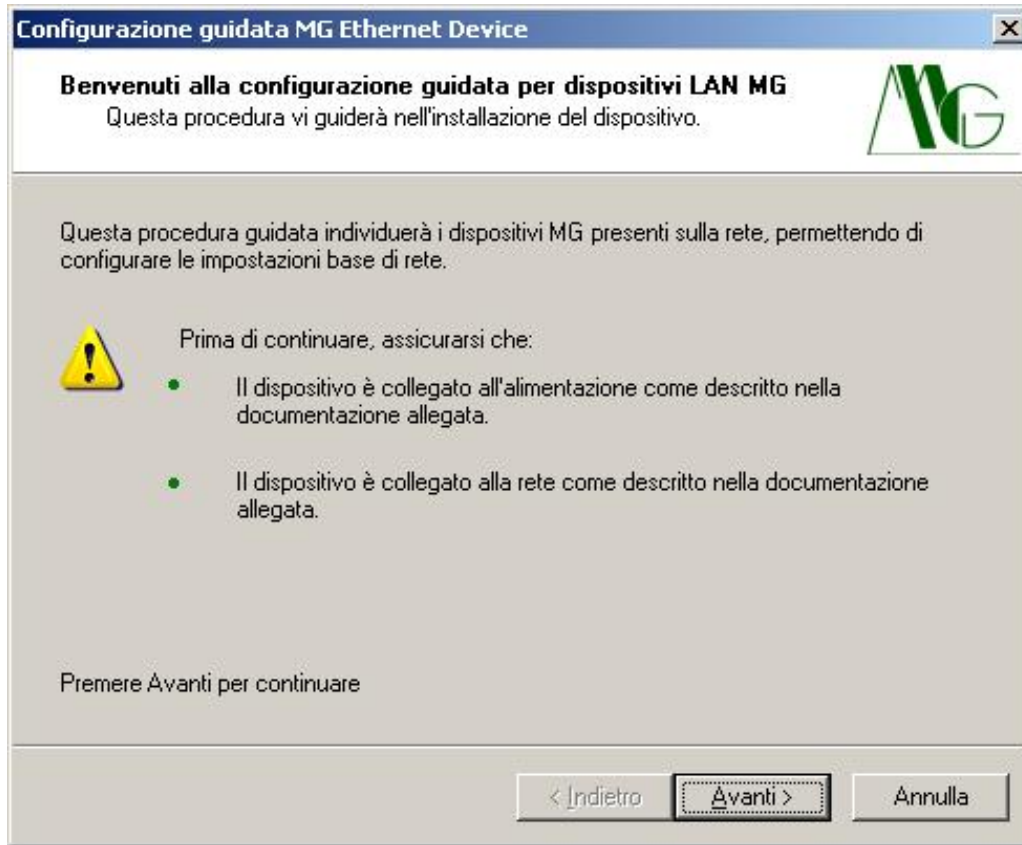 Configurazione guidata MG Ethernet Device
Benvenuti alla configurazione guidata per dispositivi LAN MG
Questa procedura vi guiderà nell'installazione del dispositivo.
MG
Questa procedura guidata individuerà i dispositivi MG presenti sulla rete, permettendo di
configurare le impostazioni base di rete.
Prima di continuare, assicurarsi che:
Il dispositivo è collegato all'alimentazione come descritto nella
documentazione allegata.
Il dispositivo è collegato alla rete come descritto nella documentazione
allegata.
Premere Avanti per continuare
< Indietro
Avanti >
Annulla